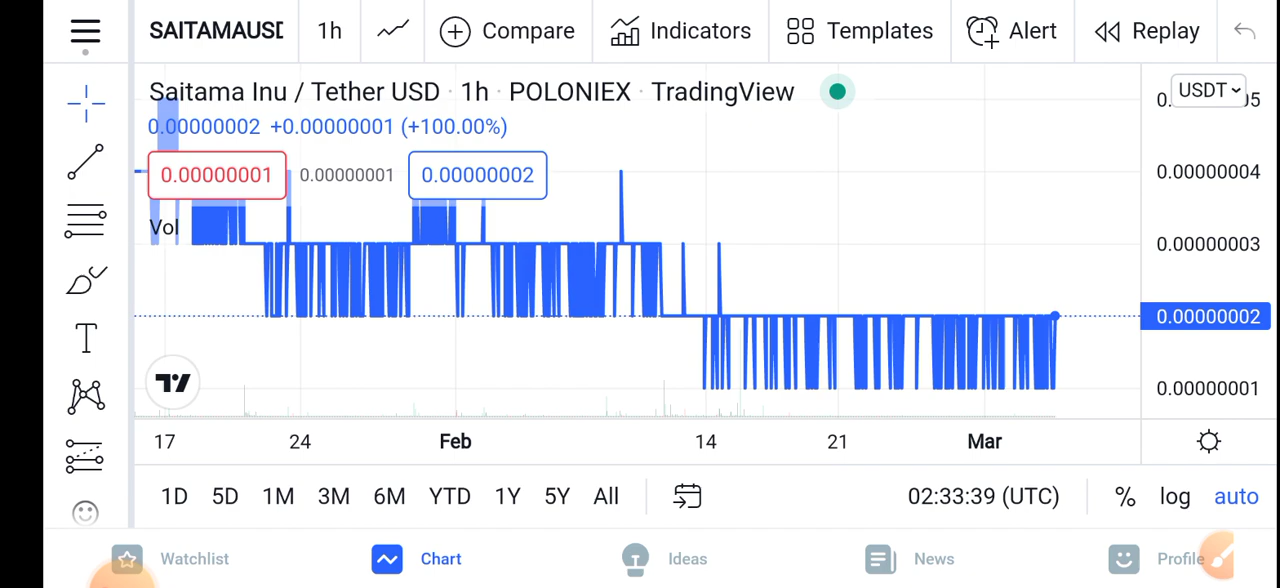 SAITAMAUSD 1h Compare Indicators Templates Alert Replay
Saitama Inu / Tether USD · 1h · POLONIEX · TradingView
USDT
0.00000002 +0.00000001 (+100.00%)
0.00000001 0.00000001 0.00000002
Vol
0.00000004
0.00000003
0.00000002
0.00000001
17 24 Feb 14 21 Mar
1D 5D 1M 3M 6M YTD 1Y 5Y All 02:33:39 (UTC) % log auto
Watchlist Chart Ideas News Profile